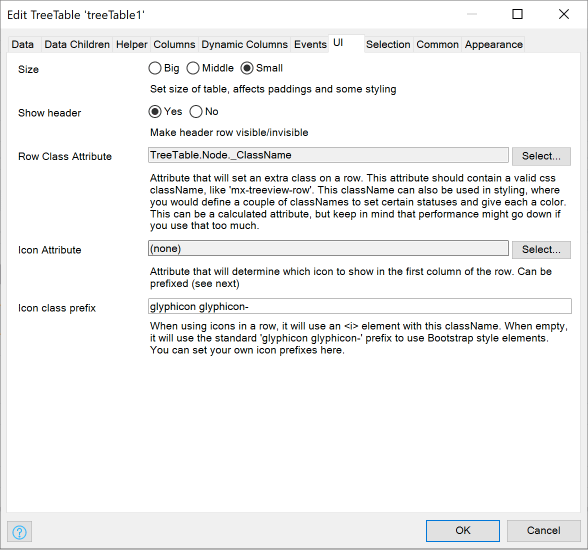 Edit TreeTable 'treeTable1'
Data Data Children Helper Columns Dynamic Columns Events UI Selection Common Appearance
Size Big Middle Small
Set size of table, affects paddings and some styling
Show header Yes No
Make header row visible/invisible
Row Class Attribute TreeTable.Node._ClassName Select...
Attribute that will set an extra class on a row. This attribute should contain a valid css
className, like 'mx-treeview-row'. This className can also be used in styling, where
you would define a couple of classNames to set certain statuses and give each a color.
This can be a calculated attribute, but keep in mind that performance might go down if
you use that too much.
Icon Attribute (none) Select...
Attribute that will determine which icon to show in the first column of the row. Can be
prefixed (see next)
Icon class prefix glyphicon glyphicon-
When using icons in a row, it will use an <i> element with this className. When empty,
it will use the standard 'glyphicon glyphicon-' prefix to use Bootstrap style elements.
You can set your own icon prefixes here.
? OK Cancel